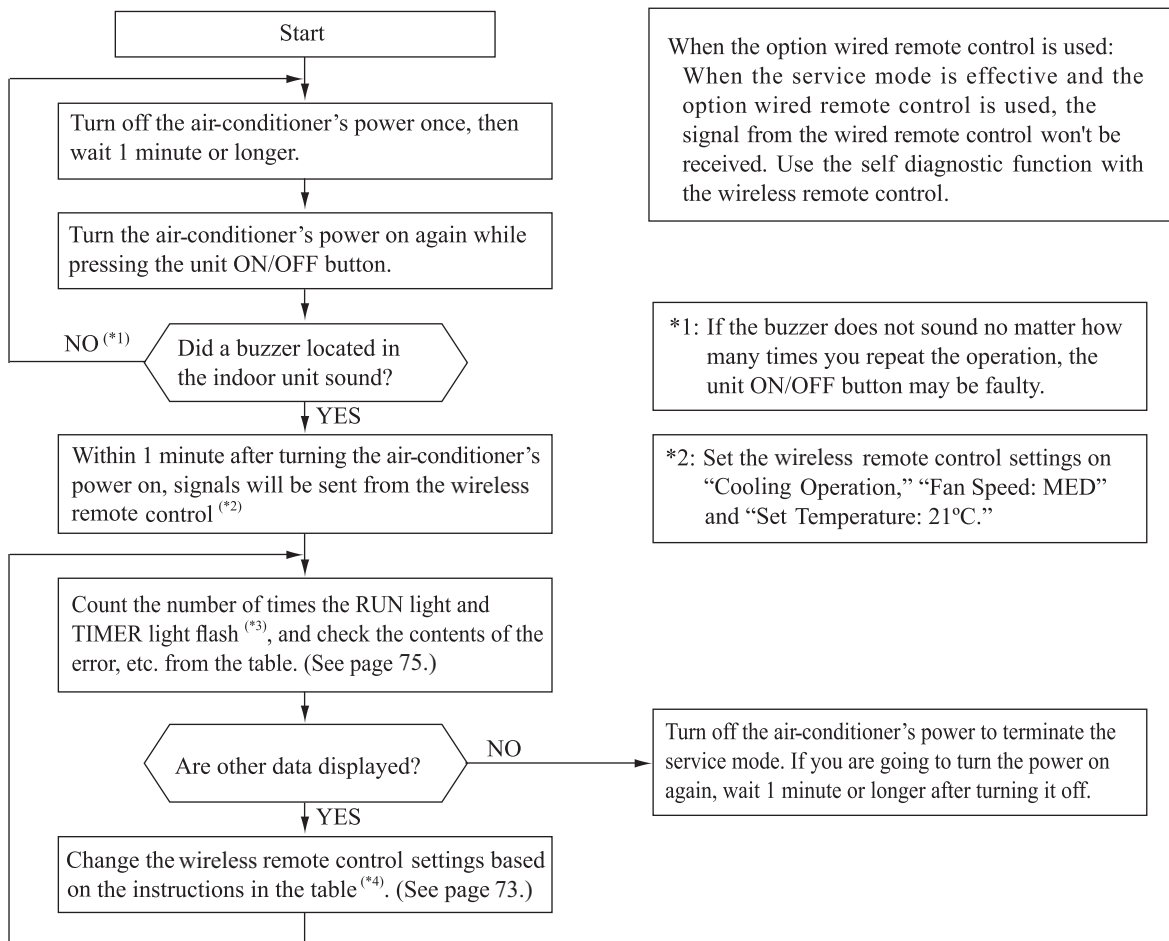 Start
Turn off the air-conditioner’s power once, then
wait 1 minute or longer.
Turn the air-conditioner’s power on again while
pressing the unit ON/OFF button.
NO (*1)
Did a buzzer located in
the indoor unit sound?
YES
Within 1 minute after turning the air-conditioner’s
power on, signals will be sent from the wireless
remote control (*2)
Count the number of times the RUN light and
TIMER light flash (*3), and check the contents of the
error, etc. from the table. (See page 75.)
Are other data displayed?
NO
Turn off the air-conditioner’s power to terminate the
service mode. If you are going to turn the power on
again, wait 1 minute or longer after turning it off.
YES
Change the wireless remote control settings based
on the instructions in the table (*4). (See page 73.)
When the option wired remote control is used:
When the service mode is effective and the
option wired remote control is used, the
signal from the wired remote control won't be
received. Use the self diagnostic function with
the wireless remote control.
*1: If the buzzer does not sound no matter how
many times you repeat the operation, the
unit ON/OFF button may be faulty.
*2: Set the wireless remote control settings on
“Cooling Operation,” “Fan Speed: MED”
and “Set Temperature: 21ºC.”